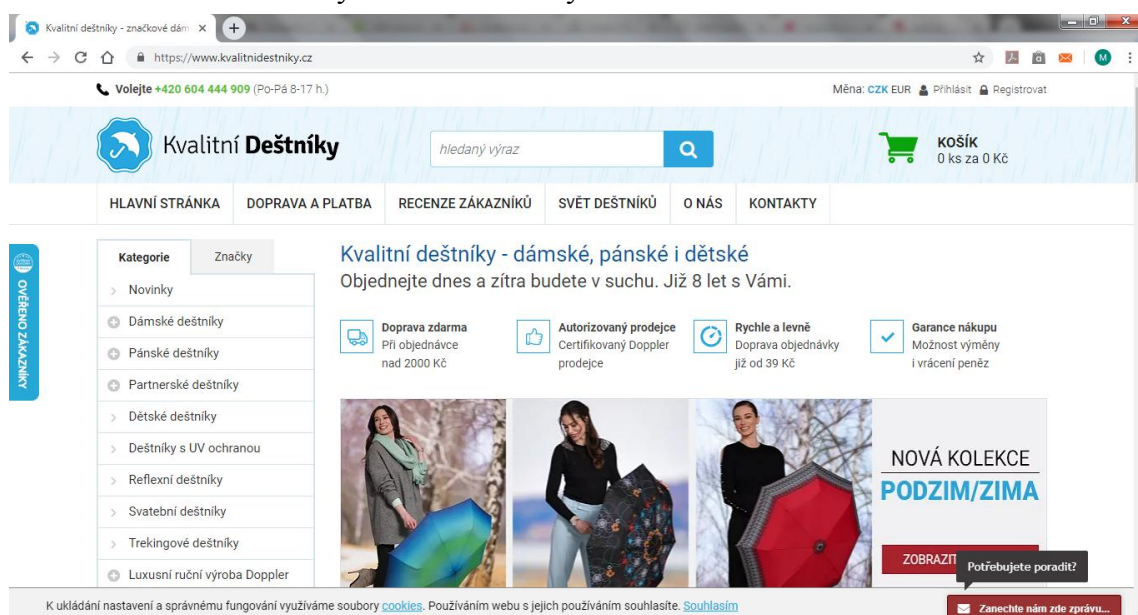 Kvalitní deštníky - značkové dám
https://www.kvalitnidestniky.cz
M
Volejte +420 604 444 909 (Po-Pá 8-17 h.)
Měna: CZK EUR Přihlásit Registrovat
Kvalitní Deštníky
hledaný výraz
KOŠÍK
0 ks za 0 Kč
HLAVNÍ STRÁNKA DOPRAVA A PLATBA RECENZE ZÁKAZNÍKŮ SVĚT DEŠTNÍKŮ O NÁS KONTAKTY
OVĚŘENO ZÁKAZNÍKY
Kategorie Značky
Novinky
Dámské deštníky
Pánské deštníky
Partnerské deštníky
Dětské deštníky
Deštníky s UV ochranou
Reflexní deštníky
Svatební deštníky
Trekingové deštníky
Luxusní ruční výroba Doppler
Kvalitní deštníky - dámské, pánské i dětské
Objednejte dnes a zítra budete v suchu. Již 8 let s Vámi.
Doprava zdarma
Při objednávce
nad 2000 Kč
Autorizovaný prodejce
Certifikovaný Doppler
prodejce
Rychle a levně
Doprava objednávky
již od 39 Kč
Garance nákupu
Možnost výměny
i vrácení peněz
NOVÁ KOLEKCE
PODZIM/ZIMA
Potřebujete poradit?
Zanechte nám zde zprávu...
K ukládání nastavení a správnému fungování využíváme soubory cookies. Používáním webu s jejich používáním souhlasíte. Souhlasím